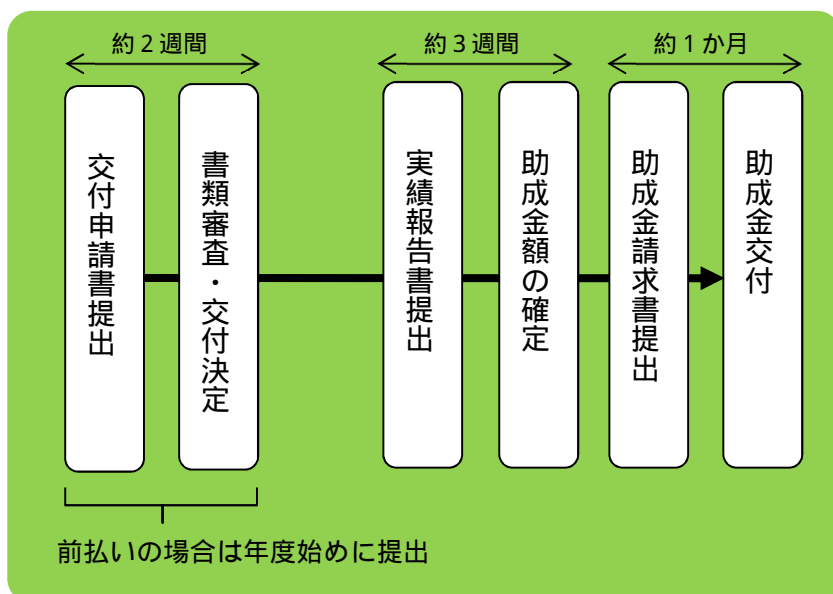 約２週間
約３週間
約１か月
交付申請書提出
書類審査・交付決定
実績報告書提出
助成金額の確定
助成金請求書提出
助成金交付
前払いの場合は年度始めに提出